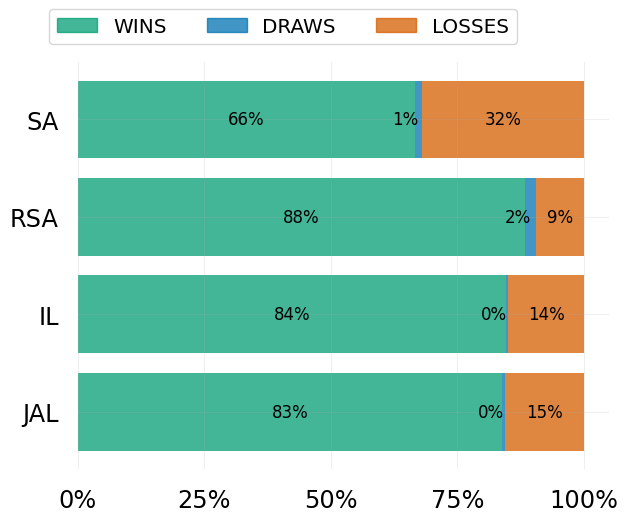 WINS DRAWS LOSSES
SA 66% 1% 32%
RSA 88% 2% 9%
IL 84% 0% 14%
JAL 83% 0% 15%
0% 25% 50% 75% 100%